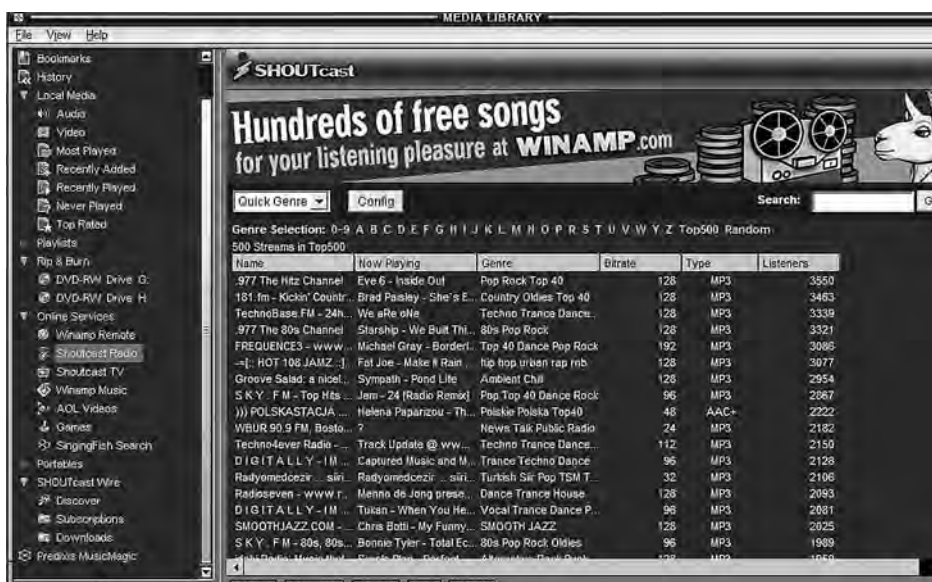 MEDIA LIBRARY
File View Help
Bookmarks
History
Local Media
Audio
Video
Most Played
Recently Added
Recently Played
Never Played
Top Rated
Playlists
Rip & Burn
DVD-RW Drive G:
DVD-RW Drive H
Online Services
Winamp Remote
Shoutcast Radio
Shoutcast TV
Winamp Music
AOL Videos
Games
SingingFish Search
Portables
SHOUTcast Wire
Discover
Subscriptions
Downloads
Predixis MusicMagic
SHOUTcast
Hundreds of free songs
for your listening pleasure at WINAMP.com
Quick Genre Config Search: G
Genre Selection: 0-9 A B C D E F G H I J K L M N O P R S T U V W Y Z Top500 Random
500 Streams in Top500
Name Now Playing Genre Bitrate Type Listeners
.977 The Hitz Channel Eve 6 - Inside Out Pop Rock Top 40 128 MP3 3550
181.fm - Kickin' Countr... Brad Paisley - She's E... Country Oldies Top 40 128 MP3 3463
TechnoBase.FM - 24h... We aRe oNe Techno Trance Dance... 128 MP3 3339
.977 The 80s Channel Starship - We Built Thi... 80s Pop Rock 128 MP3 3321
FREQUENCE3 - www... Michael Gray - Borderl... Top 40 Dance Pop Rock 192 MP3 3086
-=[:: HOT 108 JAMZ ::] Fat Joe - Make It Rain hip hop urban rap rnb 128 MP3 3077
Groove Salad: a nicel... Sympath - Pond Life Ambient Chill 128 MP3 2954
S K Y . F M - Top Hits ... Jem - 24 [Radio Remix] Pop Top 40 Dance Rock 96 MP3 2867
))) POLSKASTACJA ... Helena Paparizou - Th... Polskie Polska Top40 48 AAC+ 2222
WBUR 90.9 FM, Bosto... ? News Talk Public Radio 24 MP3 2182
Techno4ever Radio - ... Track Update @ ww... Techno Trance Dance... 112 MP3 2150
D I G I T A L L Y - I M ... Captured Music and M... Trance Techno Dance 96 MP3 2128
Radyomedcezir ... siiri... Radyomedcezir ... siiri... Turkish Siir Pop TSM T... 32 MP3 2106
Radioseven - www.r... Menno de Jong prese... Dance Trance House 128 MP3 2093
D I G I T A L L Y - I M ... Tukan - When You He... Vocal Trance Dance P... 96 MP3 2081
SMOOTHJAZZ.COM - ... Chris Botti - My Funny... SMOOTH JAZZ 128 MP3 2025
S K Y . F M - 80s, 80s... Bonnie Tyler - Total Ec... 80s Pop Rock Oldies 96 MP3 1989